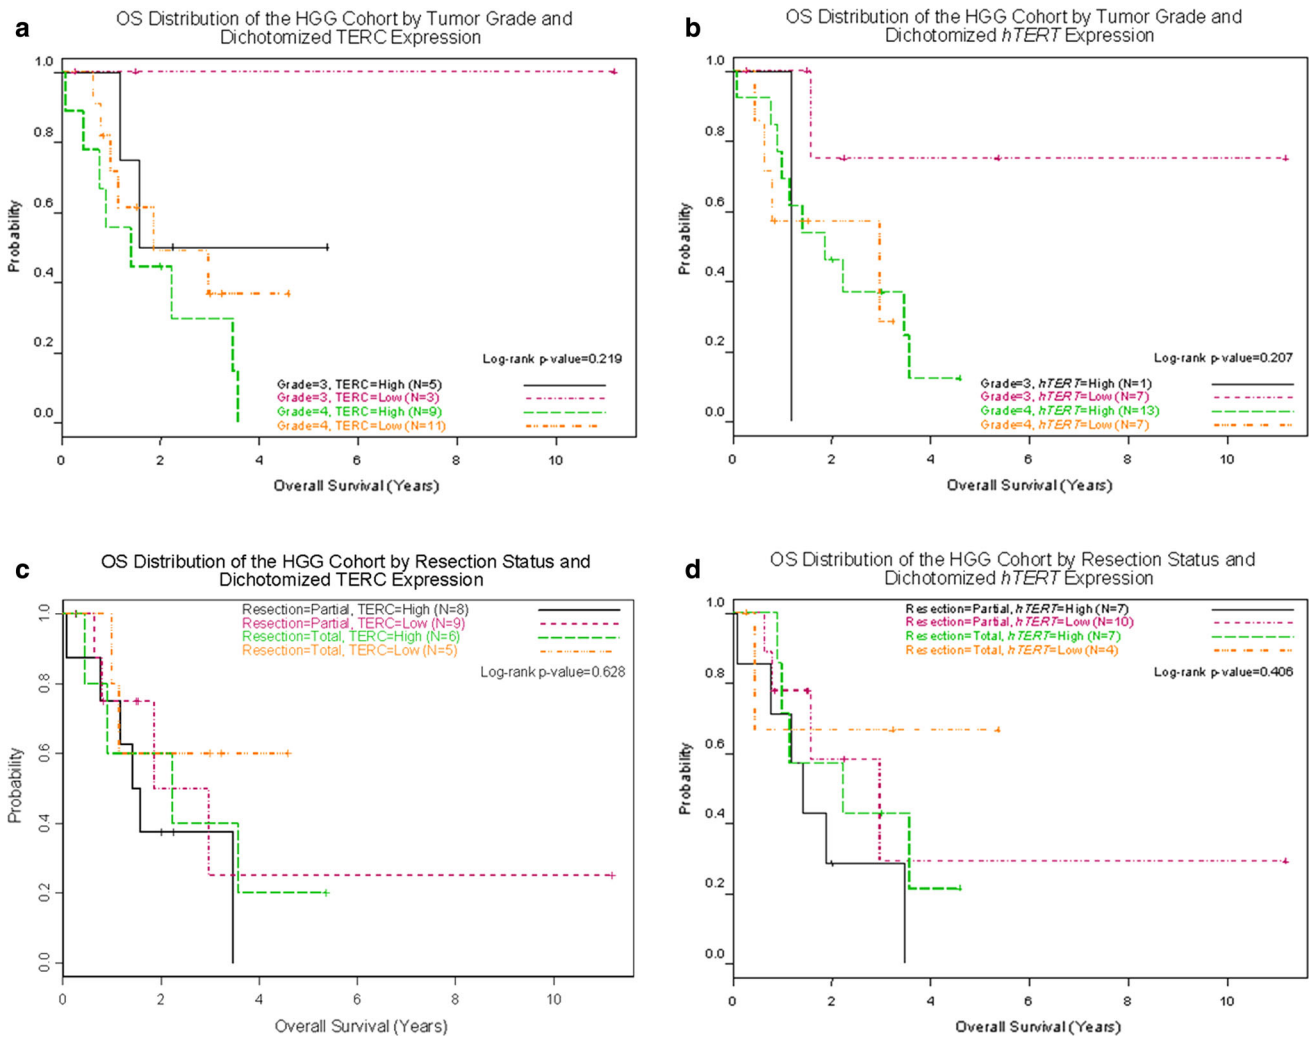 a
OS Distribution of the HGG Cohort by Tumor Grade and
Dichotomized TERC Expression
1.0
0.8
0.6
0.4
0.2
0.0
Probability
Log-rank p-value=0.219
Grade=3, TERC=High (N=5)
Grade=3, TERC=Low (N=3)
Grade=4, TERC=High (N=9)
Grade=4, TERC=Low (N=11)
0 2 4 6 8 10
Overall Survival (Years)
b
OS Distribution of the HGG Cohort by Tumor Grade and
Dichotomized hTERT Expression
1.0
0.8
0.6
0.4
0.2
0.0
Probability
Log-rank p-value=0.207
Grade=3, hTERT=High (N=1)
Grade=3, hTERT=Low (N=7)
Grade=4, hTERT=High (N=13)
Grade=4, hTERT=Low (N=7)
0 2 4 6 8 10
Overall Survival (Years)
c
OS Distribution of the HGG Cohort by Resection Status and
Dichotomized TERC Expression
Resection=Partial, TERC=High (N=8)
Resection=Partial, TERC=Low (N=9)
Resection=Total, TERC=High (N=6)
Resection=Total, TERC=Low (N=5)
Log-rank p-value=0.628
1.0
0.8
0.6
0.4
0.2
0.0
Probability
0 2 4 6 8 10
Overall Survival (Years)
d
OS Distribution of the HGG Cohort by Resection Status and
Dichotomized hTERT Expression
Resection=Partial, hTERT=High (N=7)
Resection=Partial, hTERT=Low (N=10)
Resection=Total, hTERT=High (N=7)
Resection=Total, hTERT=Low (N=4)
Log-rank p-value=0.406
1.0
0.8
0.6
0.4
0.2
0.0
Probability
0 2 4 6 8 10
Overall Survival (Years)